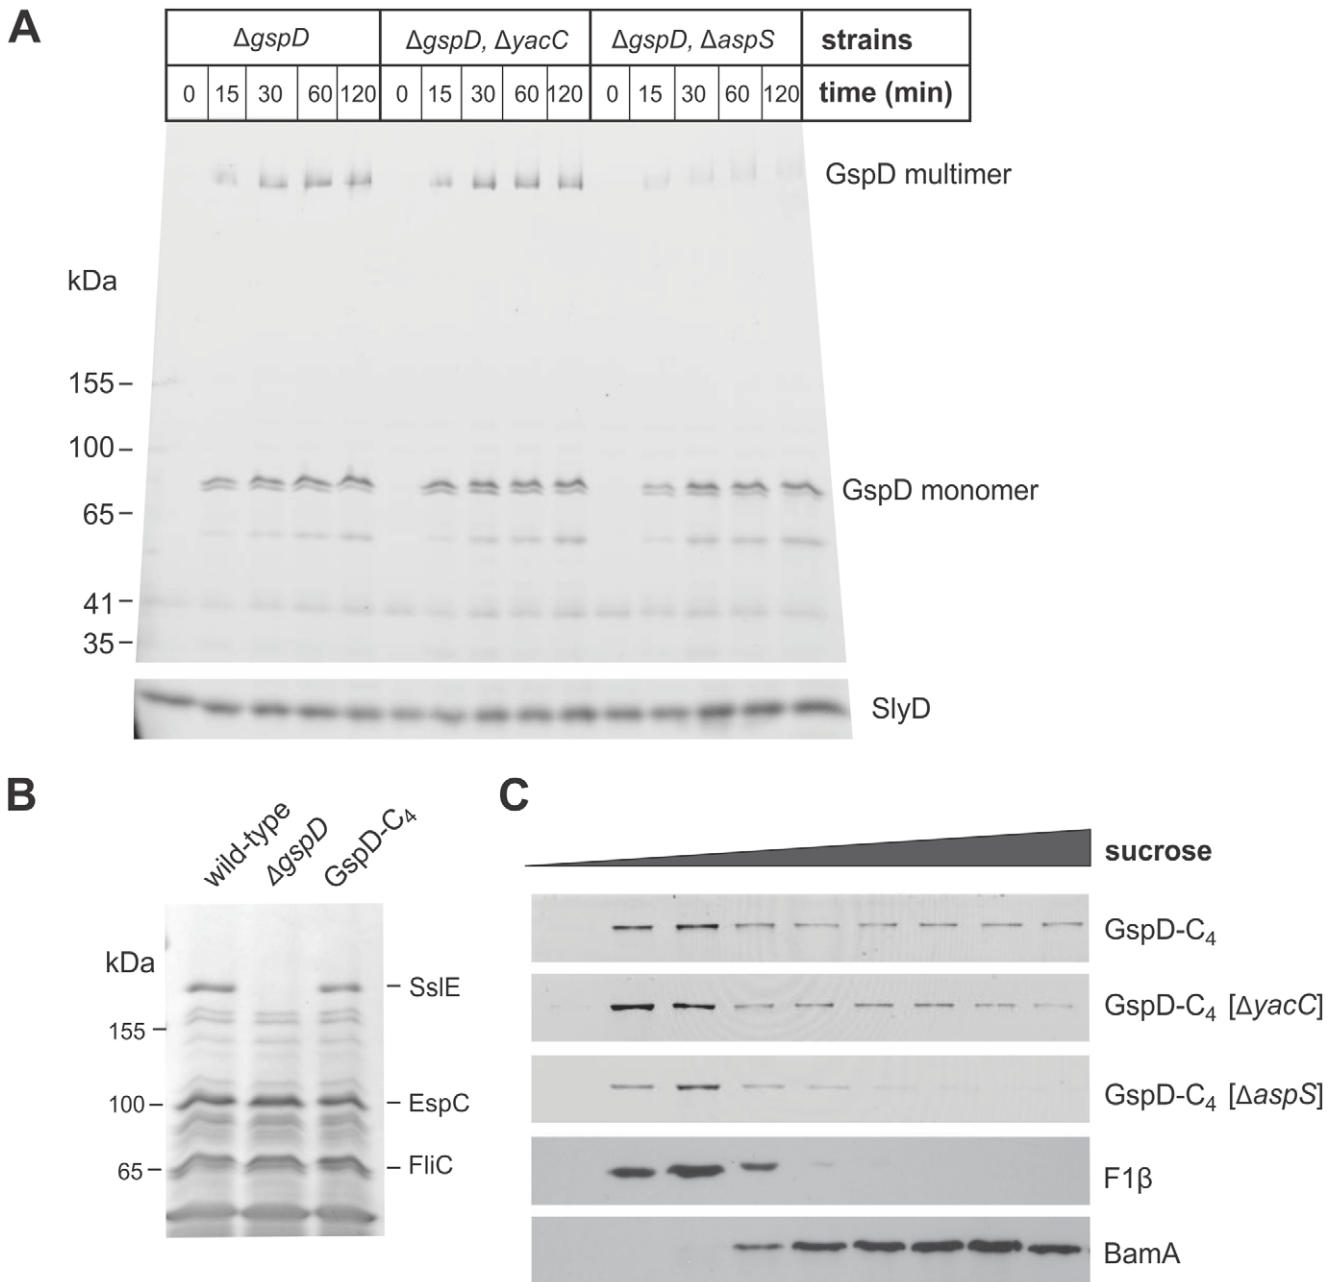 A
ΔgspD ΔgspD, ΔyacC ΔgspD, ΔaspS strains
0 15 30 60 120 0 15 30 60 120 0 15 30 60 120 time (min)
GspD multimer
kDa
155
100
GspD monomer
65
41
35
SlyD
B
wild-type ΔgspD GspD-C4
kDa
SslE
155
100 EspC
65 FliC
C
sucrose
GspD-C4
GspD-C4 [ΔyacC]
GspD-C4 [ΔaspS]
F1β
BamA